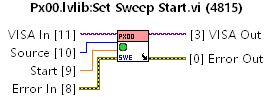 Px00.lvlib:Set Sweep Start.vi (4815)
VISA In [11]
Source [10]
Start [9]
Error In [8]
PX00
SWE
[3] VISA Out
[0] Error Out